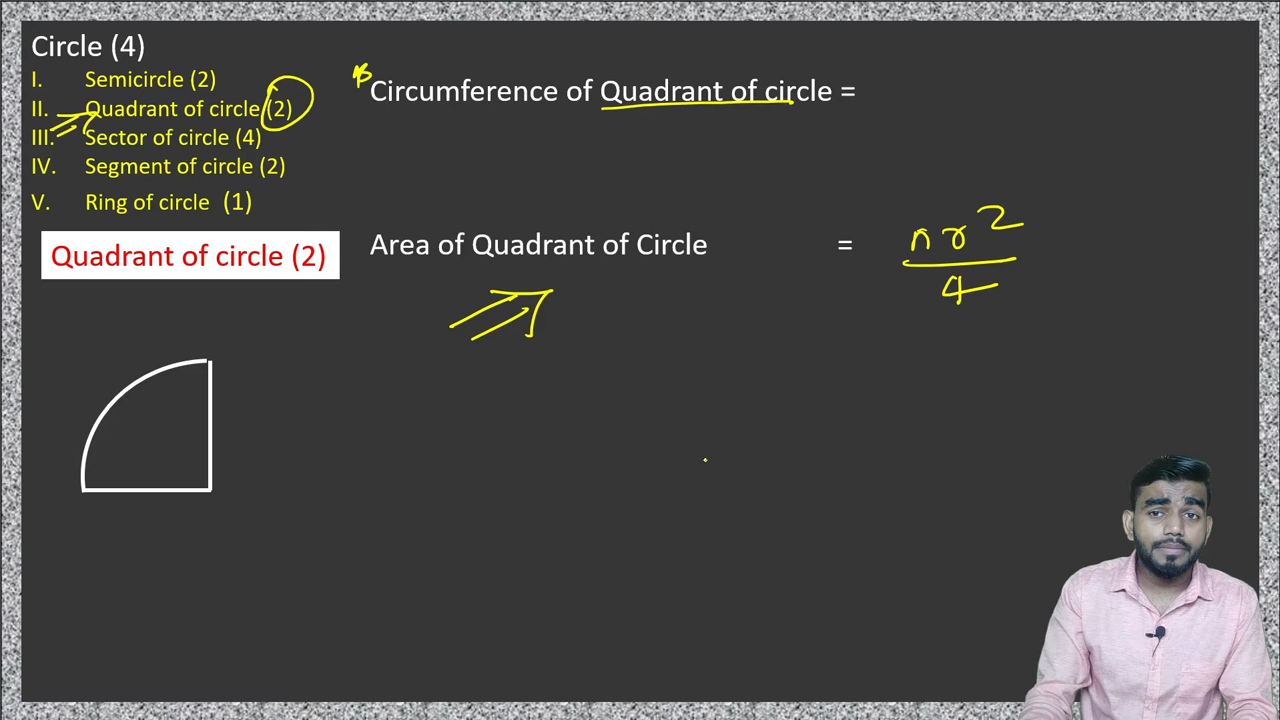 Circle (4)
I. Semicircle (2)
II. Quadrant of circle (2)
III. Sector of circle (4)
IV. Segment of circle (2)
V. Ring of circle (1)
Quadrant of circle (2)
Circumference of Quadrant of circle =
Area of Quadrant of Circle = πr²/4